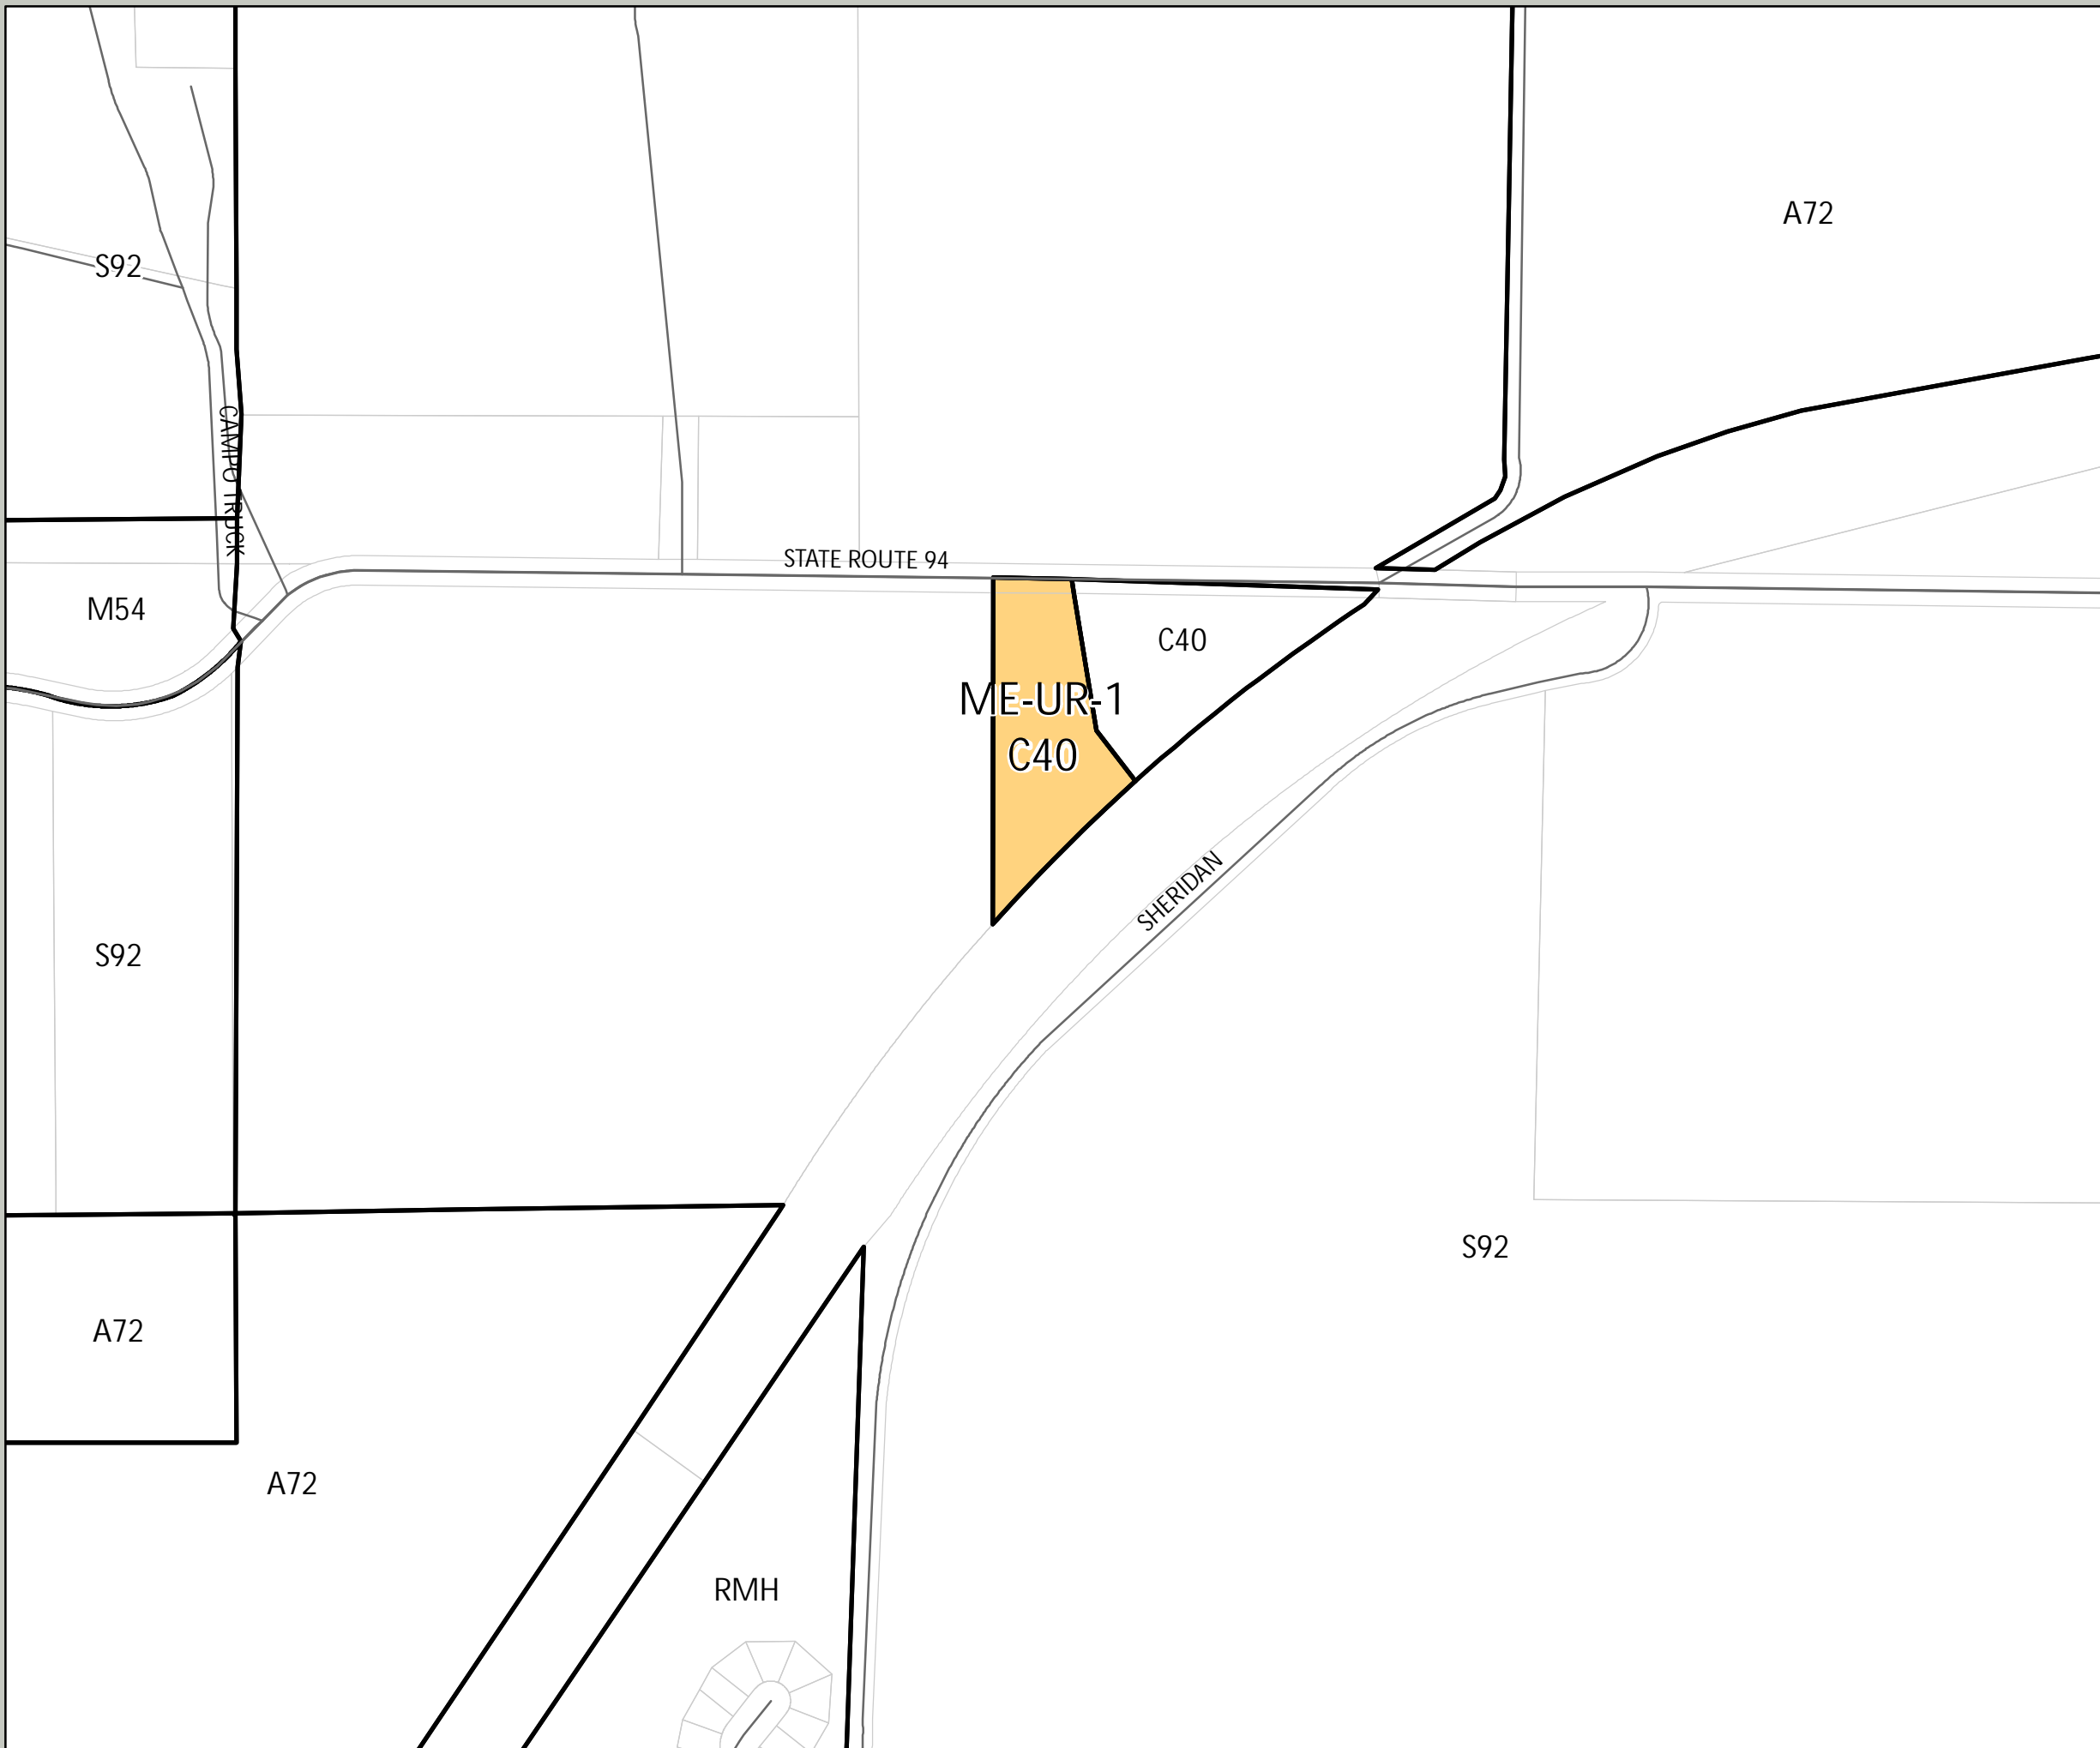 A72
S92
CAMPO TRUCK
STATE ROUTE 94
M54
C40
ME-UR-1
C40
SHERIDAN
S92
S92
A72
A72
RMH